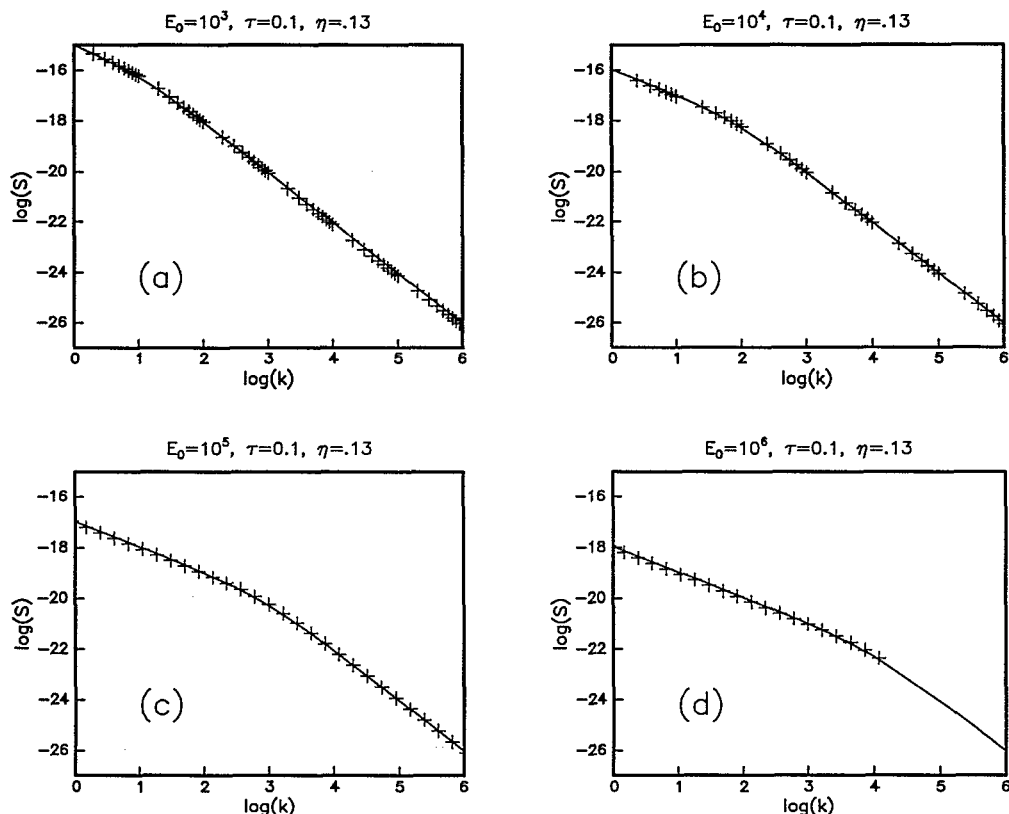 E₀=10³, τ=0.1, η=.13
−16
−18
−20
−22
−24
−26
log(S)
(a)
0 1 2 3 4 5 6
log(k)
E₀=10⁴, τ=0.1, η=.13
−16
−18
−20
−22
−24
−26
log(S)
(b)
0 1 2 3 4 5 6
log(k)
E₀=10⁵, τ=0.1, η=.13
−16
−18
−20
−22
−24
−26
log(S)
(c)
0 1 2 3 4 5 6
log(k)
E₀=10⁶, τ=0.1, η=.13
−16
−18
−20
−22
−24
−26
log(S)
(d)
0 1 2 3 4 5 6
log(k)